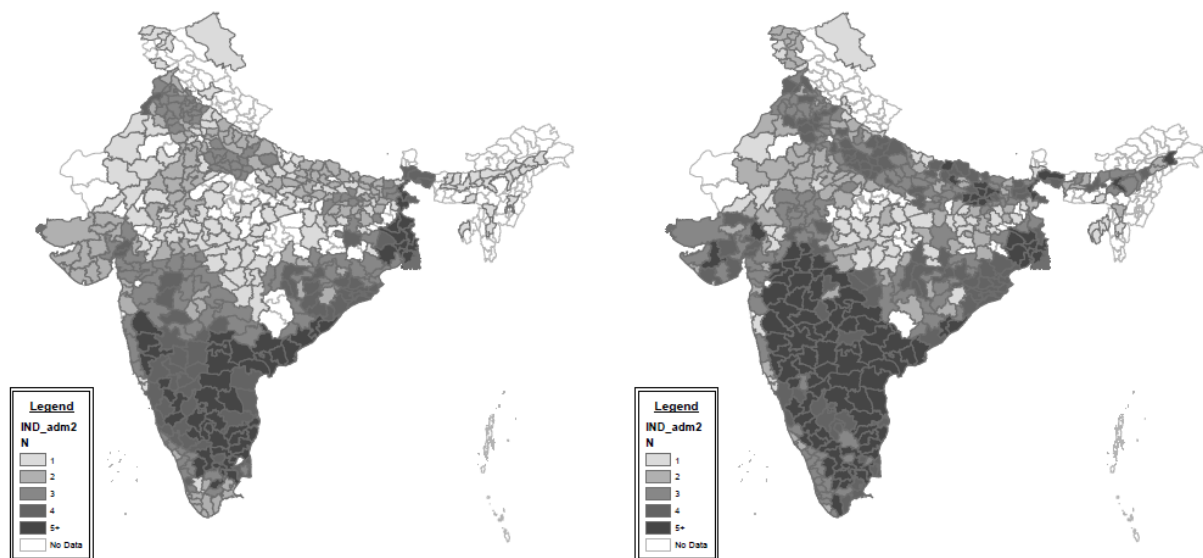 Legend
IND_adm2
N
1
2
3
4
5+
No Data
Legend
IND_adm2
N
1
2
3
4
5+
No Data